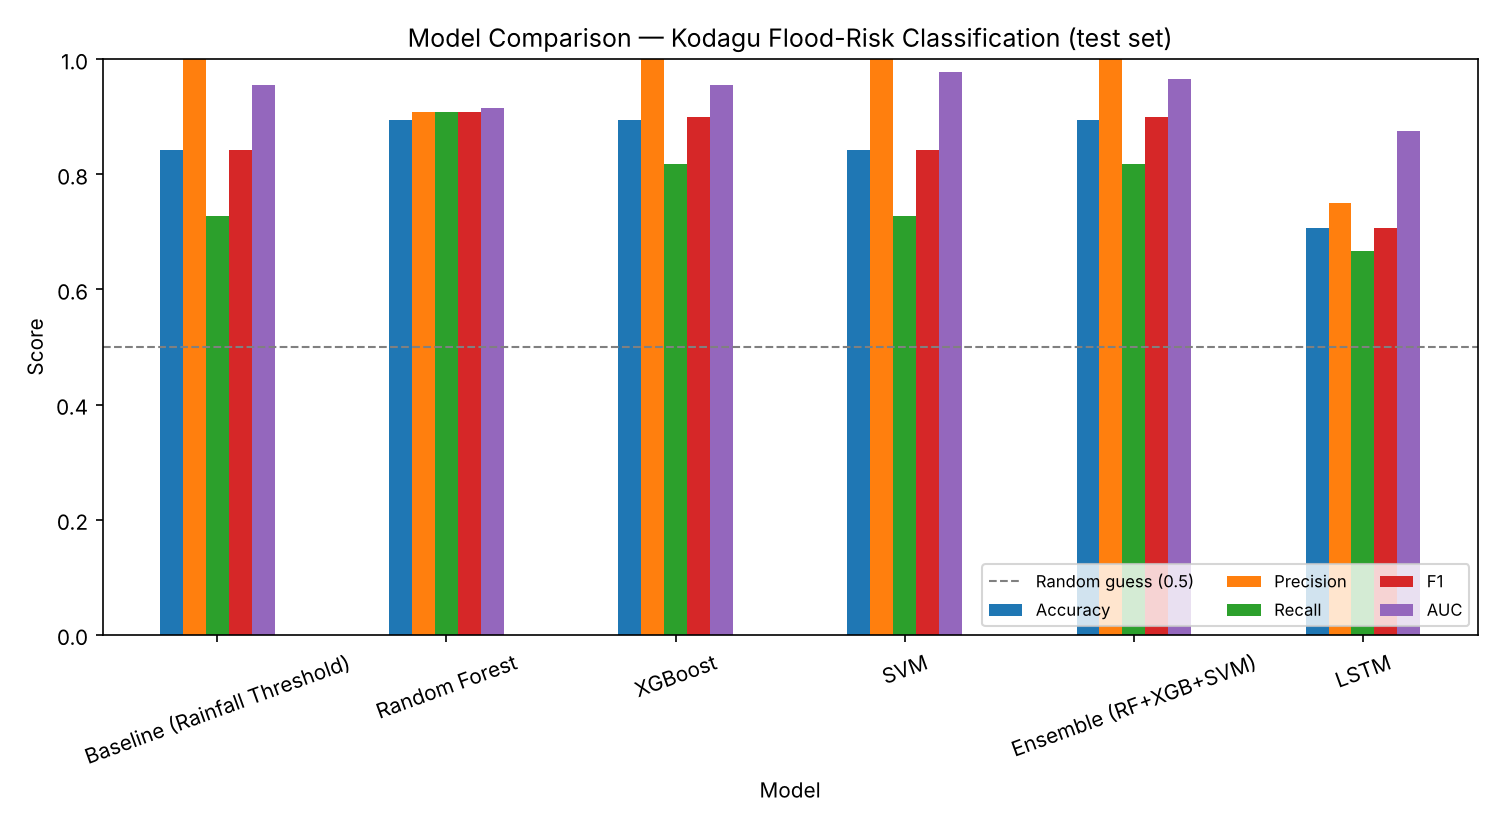 Model Comparison — Kodagu Flood-Risk Classification (test set)
Score
1.0
0.8
0.6
0.4
0.2
0.0
Random guess (0.5)
Accuracy
Precision
Recall
F1
AUC
Baseline (Rainfall Threshold)
Random Forest
XGBoost
SVM
Ensemble (RF+XGB+SVM)
LSTM
Model